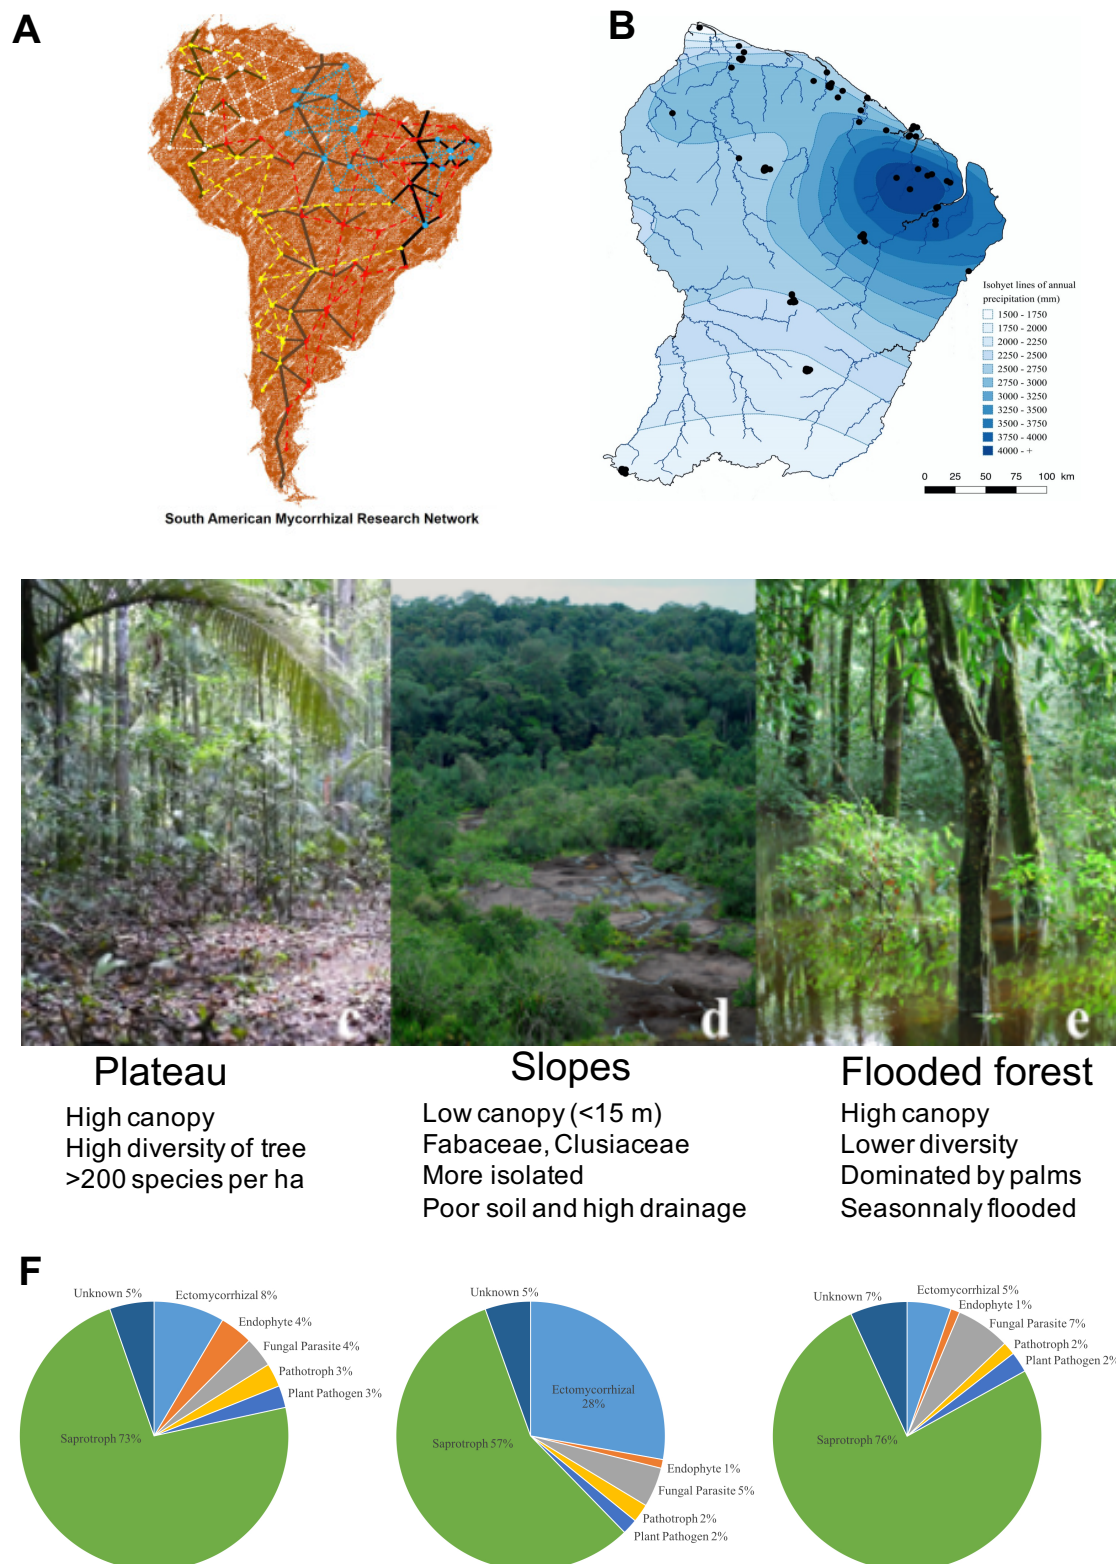 A
B
South American Mycorrhizal Research Network
Isohyet lines of annual
precipitation (mm)
1500 - 1750
1750 - 2000
2000 - 2250
2250 - 2500
2500 - 2750
2750 - 3000
3000 - 3250
3250 - 3500
3500 - 3750
3750 - 4000
4000 - +
0 25 50 75 100 km
c
d
e
Plateau
High canopy
High diversity of tree
>200 species per ha
Slopes
Low canopy (<15 m)
Fabaceae, Clusiaceae
More isolated
Poor soil and high drainage
Flooded forest
High canopy
Lower diversity
Dominated by palms
Seasonnaly flooded
F
Unknown 5%
Ectomycorrhizal 8%
Endophyte 4%
Fungal Parasite 4%
Pathotroph 3%
Plant Pathogen 3%
Saprotroph 73%
Unknown 5%
Ectomycorrhizal
28%
Endophyte 1%
Fungal Parasite 5%
Pathotroph 2%
Plant Pathogen 2%
Saprotroph 57%
Unknown 7%
Ectomycorrhizal 5%
Endophyte 1%
Fungal Parasite 7%
Pathotroph 2%
Plant Pathogen 2%
Saprotroph 76%